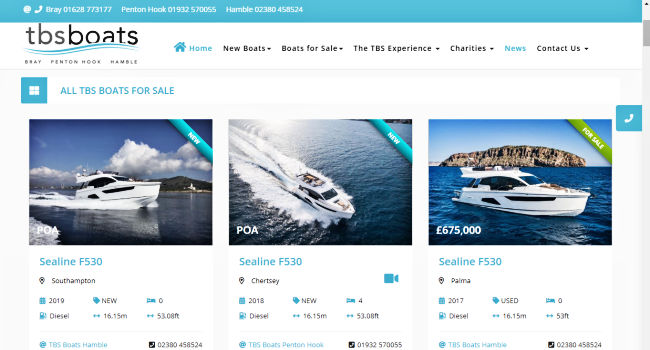 Bray 01628 773177 Penton Hook 01932 570055 Hamble 02380 458524
tbsboats
BRAY PENTON HOOK HAMBLE
Home New Boats Boats for Sale The TBS Experience Charities News Contact Us
ALL TBS BOATS FOR SALE
NEW NEW FOR SALE
POA POA £675,000
Sealine F530 Sealine F530 Sealine F530
Southampton Chertsey Palma
2019 NEW 0 2018 NEW 4 2017 USED 0
Diesel 16.15m 53.08ft Diesel 16.15m 53.08ft Diesel 16.15m 53ft
@ TBS Boats Hamble 02380 458524 @ TBS Boats Penton Hook 01932 570055 @ TBS Boats Hamble 02380 458524